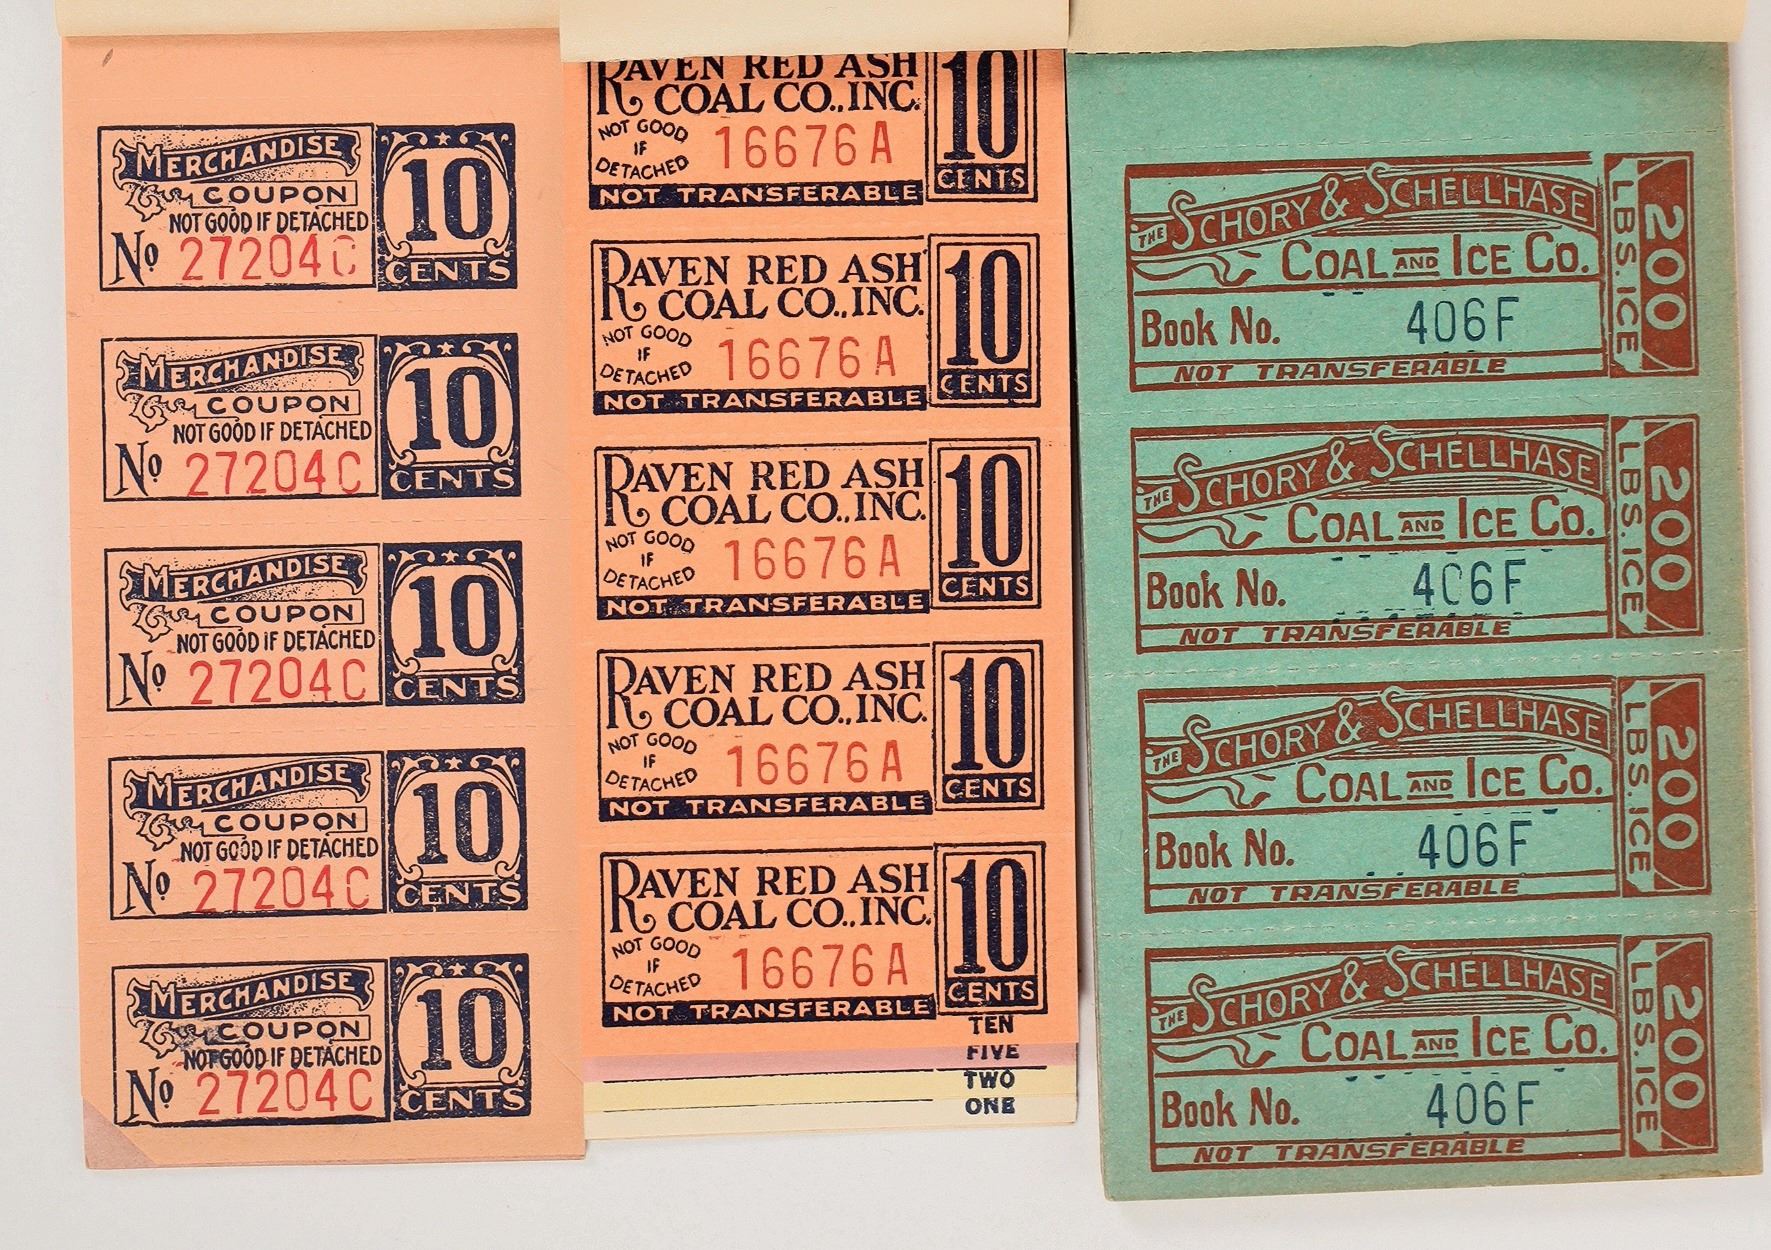 MERCHANDISE
COUPON
NOT GOOD IF DETACHED
No 27204C
10
CENTS
MERCHANDISE
COUPON
NOT GOOD IF DETACHED
No 27204C
10
CENTS
MERCHANDISE
COUPON
NOT GOOD IF DETACHED
No 27204C
10
CENTS
MERCHANDISE
COUPON
NOT GOOD IF DETACHED
No 27204C
10
CENTS
MERCHANDISE
COUPON
NOT GOOD IF DETACHED
No 27204C
10
CENTS
RAVEN RED ASH
COAL CO., INC.
NOT GOOD
IF
DETACHED
16676A
NOT TRANSFERABLE
10
CENTS
RAVEN RED ASH
COAL CO., INC.
NOT GOOD
IF
DETACHED
16676A
NOT TRANSFERABLE
10
CENTS
RAVEN RED ASH
COAL CO., INC.
NOT GOOD
IF
DETACHED
16676A
NOT TRANSFERABLE
10
CENTS
RAVEN RED ASH
COAL CO., INC.
NOT GOOD
IF
DETACHED
16676A
NOT TRANSFERABLE
10
CENTS
RAVEN RED ASH
COAL CO., INC.
NOT GOOD
IF
DETACHED
16676A
NOT TRANSFERABLE
10
CENTS
TEN
FIVE
TWO
ONE
THE SCHORY & SCHELLHASE
COAL AND ICE CO.
Book No. 406F
NOT TRANSFERABLE
200
LBS. ICE
THE SCHORY & SCHELLHASE
COAL AND ICE CO.
Book No. 406F
NOT TRANSFERABLE
200
LBS. ICE
THE SCHORY & SCHELLHASE
COAL AND ICE CO.
Book No. 406F
NOT TRANSFERABLE
200
LBS. ICE
THE SCHORY & SCHELLHASE
COAL AND ICE CO.
Book No. 406F
NOT TRANSFERABLE
200
LBS. ICE